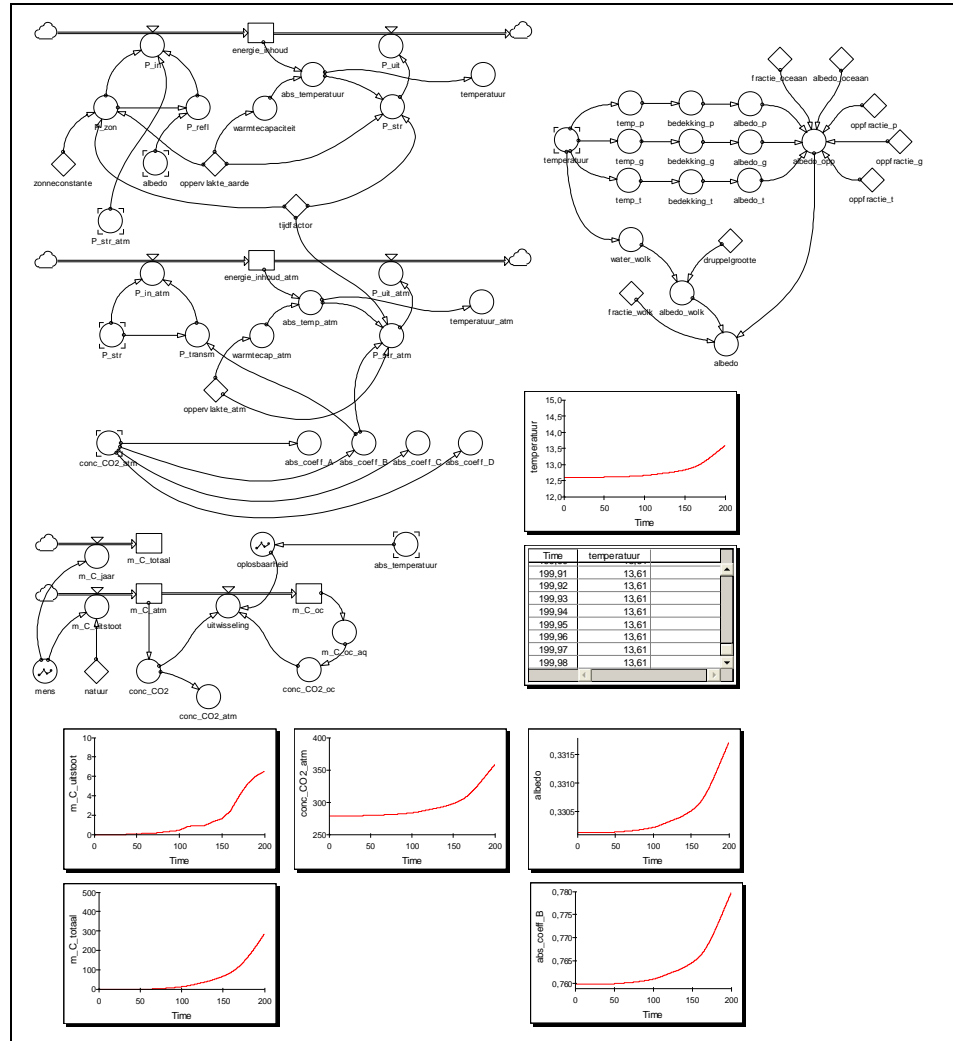 energie_inhoud
P_in
P_uit
abs_temperatuur
temperatuur
P_zon
P_refl
warmtecapaciteit
P_str
zonneconstante
albedo
oppervlakte_aarde
P_str_atm
tijdfactor
energie_inhoud_atm
P_in_atm
P_uit_atm
abs_temp_atm
temperatuur_atm
P_str
P_transm
warmtecap_atm
P_str_atm
oppervlakte_atm
conc_CO2_atm
abs_coeff_A
abs_coeff_B
abs_coeff_C
abs_coeff_D
m_C_totaal
m_C_jaar
oplosbaarheid
abs_temperatuur
m_C_atm
m_C_oc
m_C_uitstoot
uitwisseling
m_C_oc_aq
mens
natuur
conc_CO2
conc_CO2_oc
conc_CO2_atm
fractie_oceaan
albedo_oceaan
temp_p
bedekking_p
albedo_p
oppfractie_p
temperatuur
temp_g
bedekking_g
albedo_g
albedo_opp
oppfractie_g
temp_t
bedekking_t
albedo_t
oppfractie_t
water_wolk
druppelgrootte
fractie_wolk
albedo_wolk
albedo
temperatuur
15,0
14,5
14,0
13,5
13,0
12,5
12,0
0 50 100 150 200
Time
Time temperatuur
199,91 13,61
199,92 13,61
199,93 13,61
199,94 13,61
199,95 13,61
199,96 13,61
199,97 13,61
199,98 13,61
m_C_uitstoot
10
8
6
4
2
0
0 50 100 150 200
Time
conc_CO2_atm
400
350
300
250
0 50 100 150 200
Time
albedo
0,3315
0,3310
0,3305
0 50 100 150 200
Time
m_C_totaal
500
400
300
200
100
0
0 50 100 150 200
Time
abs_coeff_B
0,780
0,775
0,770
0,765
0,760
0 50 100 150 200
Time